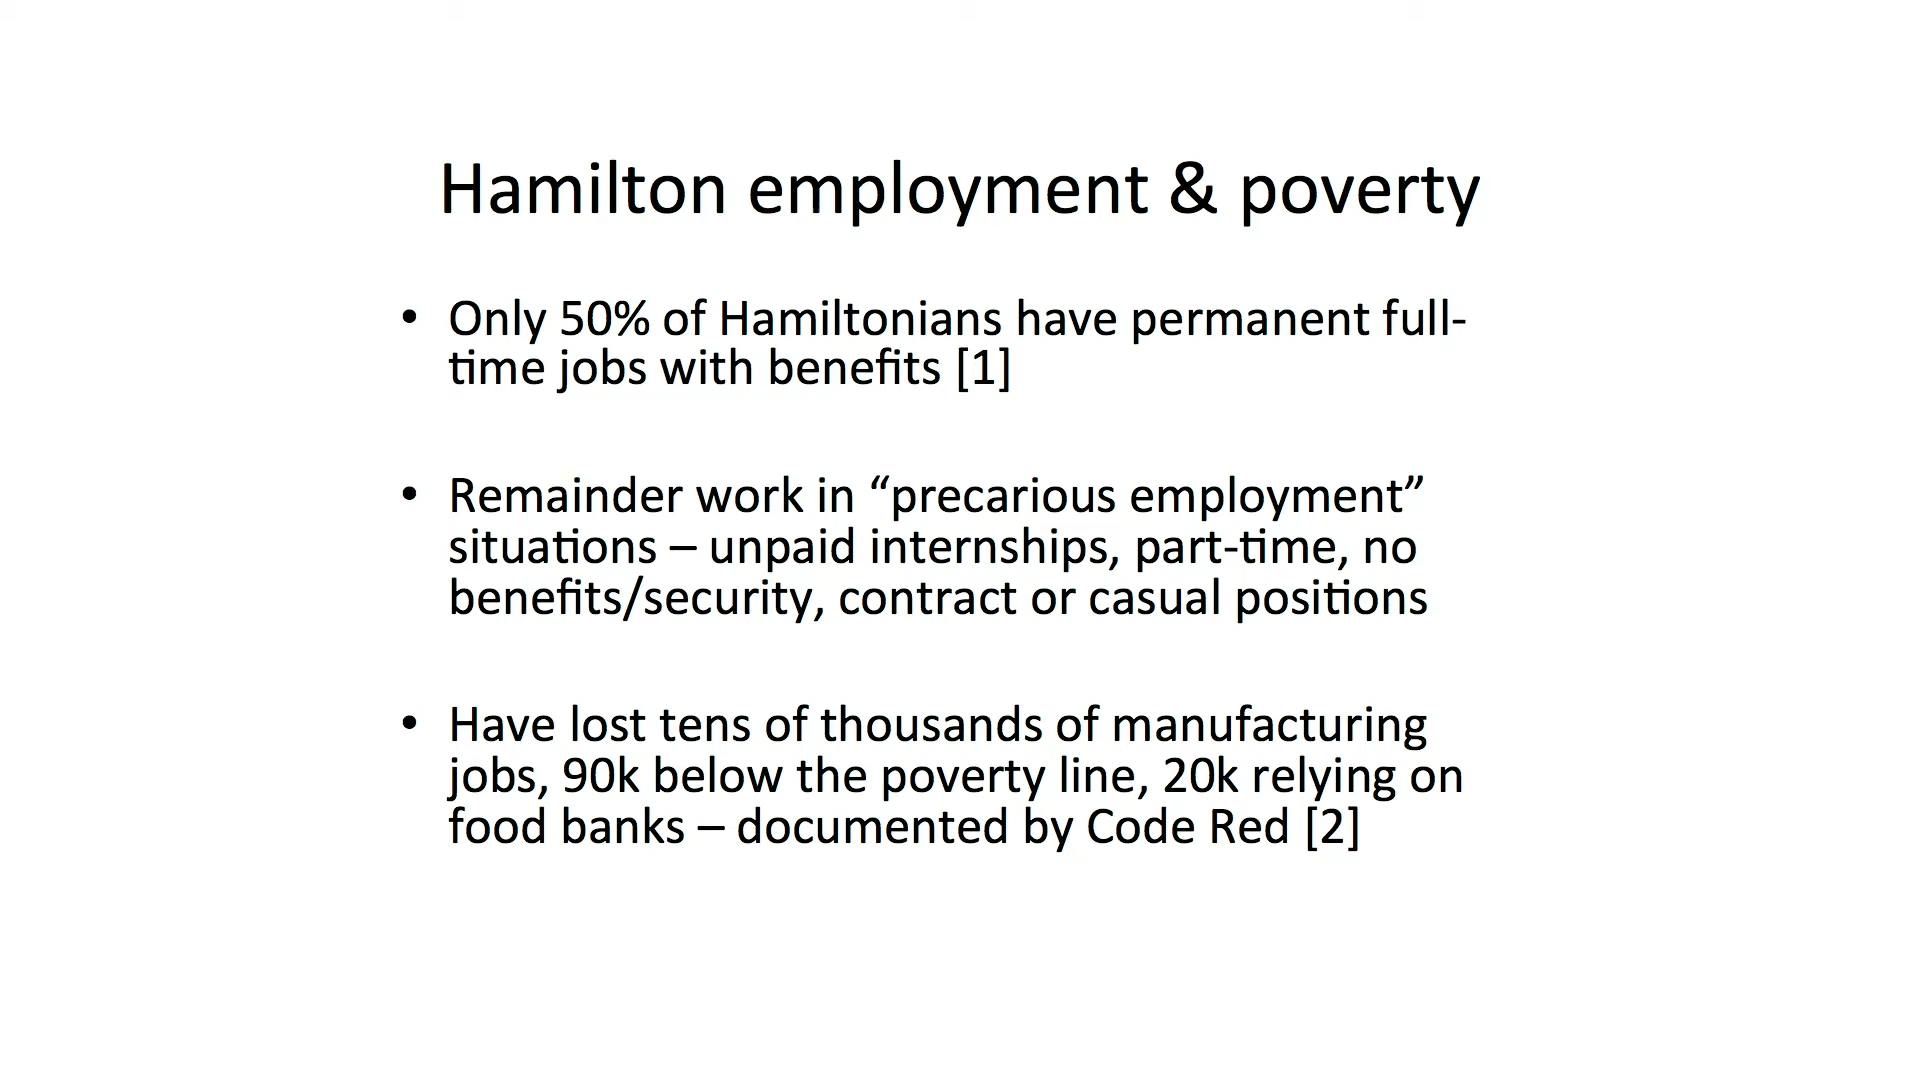 Hamilton employment & poverty
• Only 50% of Hamiltonians have permanent full-
time jobs with benefits [1]
• Remainder work in “precarious employment”
situations – unpaid internships, part-time, no
benefits/security, contract or casual positions
• Have lost tens of thousands of manufacturing
jobs, 90k below the poverty line, 20k relying on
food banks – documented by Code Red [2]